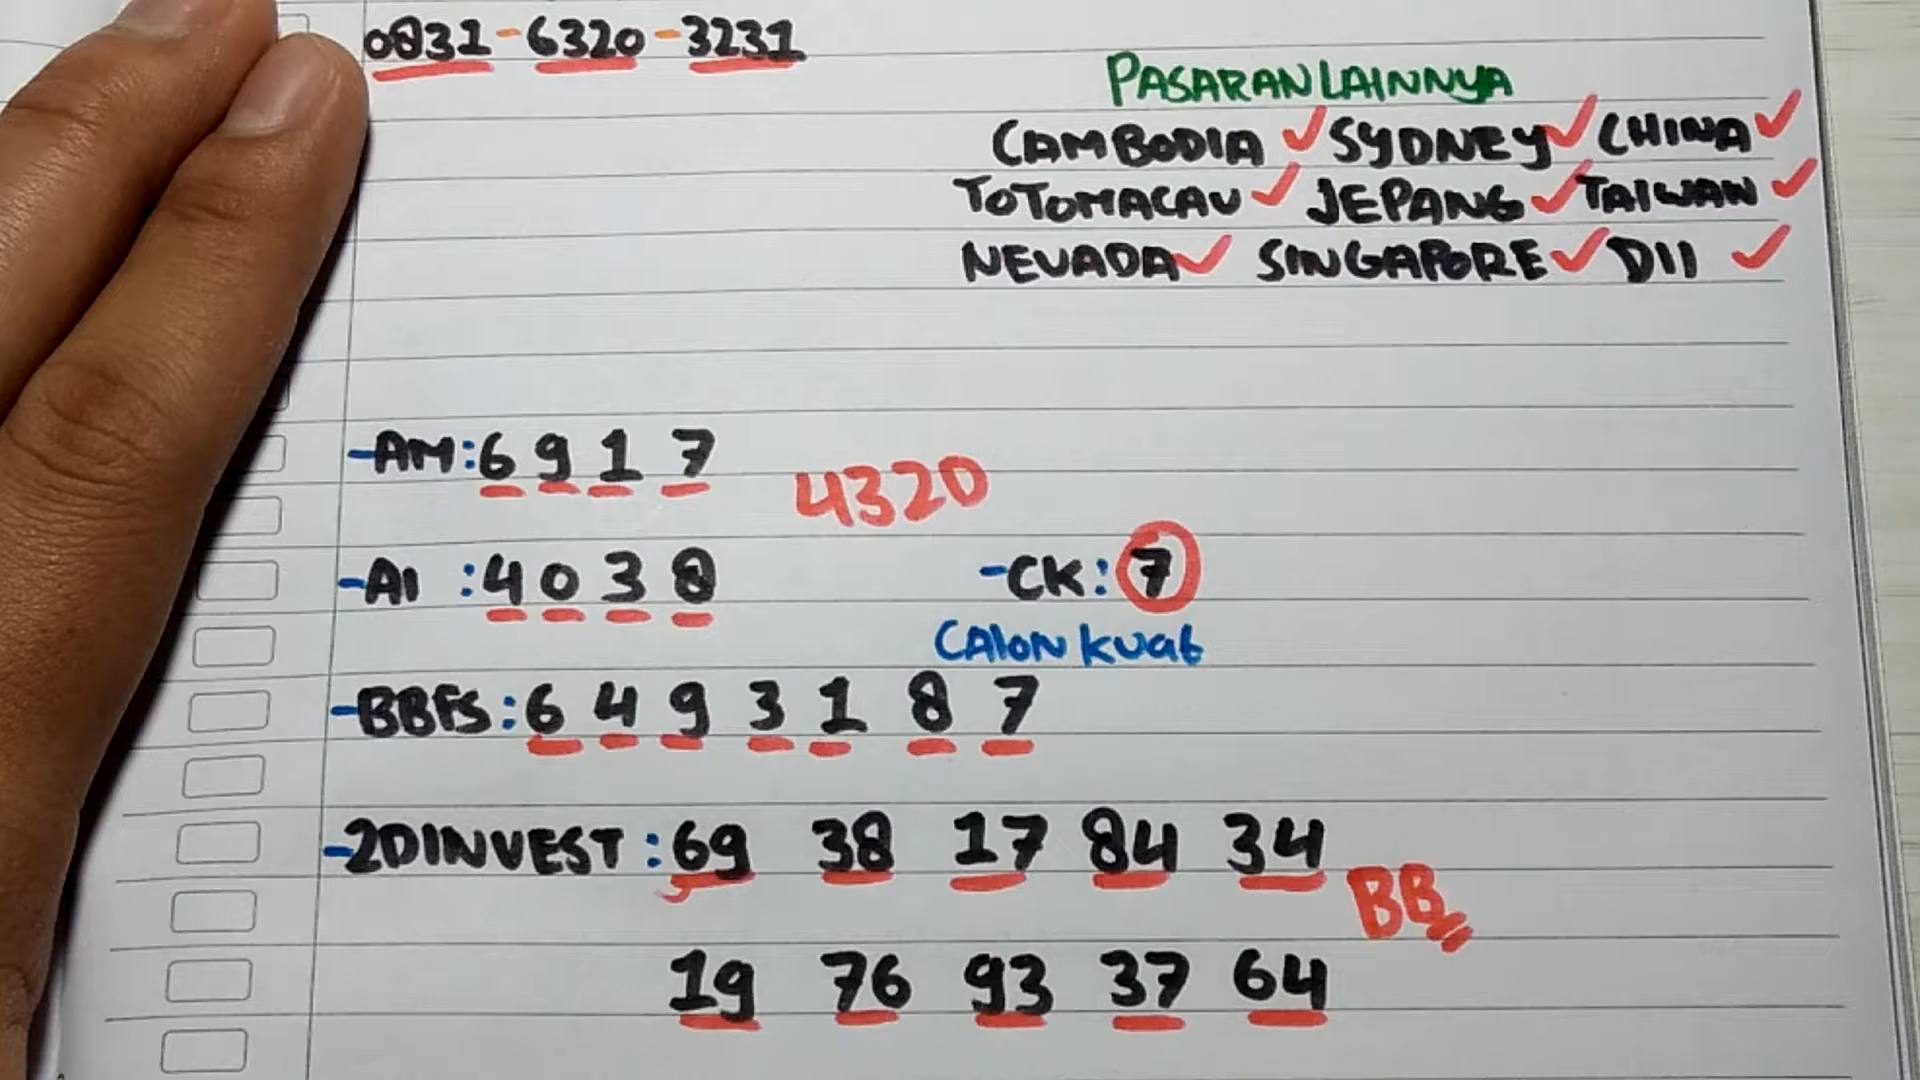 0831-6320-3231
PASARAN LAINNYA
CAMBODIA ✓ SYDNEY ✓ CHINA ✓
TOTOMACAU ✓ JEPANG ✓ TAIWAN ✓
NEVADA ✓ SINGAPORE ✓ Dll ✓
-AM: 6 9 1 7
4320
-AI : 4 0 3 8
-CK: 7
CALON KUAt
-BBFS: 6 4 9 3 1 8 7
-2DINVEST: 69 38 17 84 34
BB
19 76 93 37 64